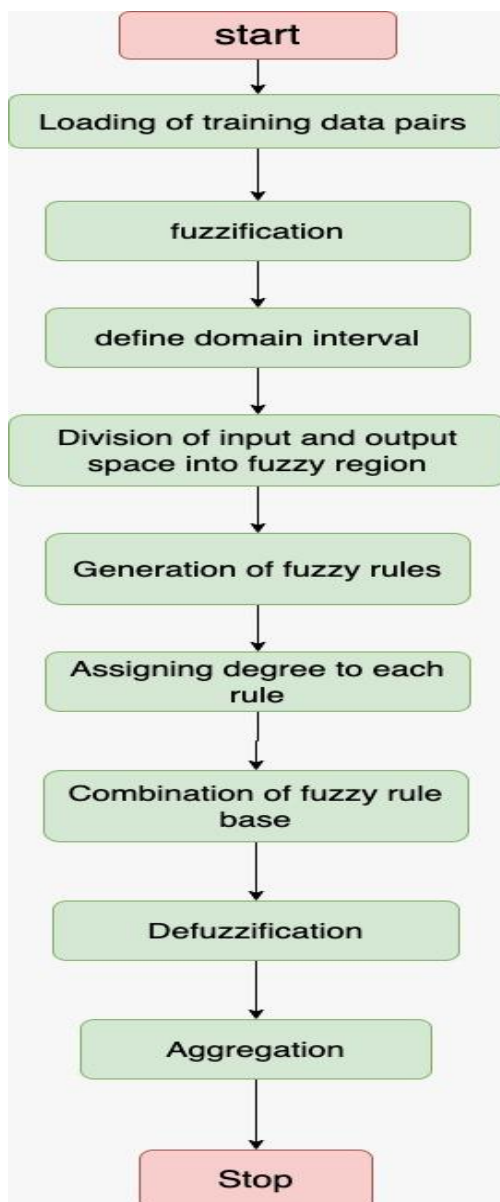 start
Loading of training data pairs
fuzzification
define domain interval
Division of input and output
space into fuzzy region
Generation of fuzzy rules
Assigning degree to each
rule
Combination of fuzzy rule
base
Defuzzification
Aggregation
Stop